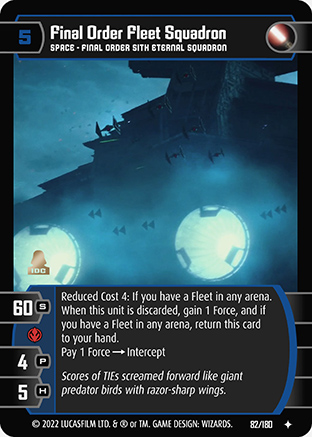 5 Final Order Fleet Squadron
SPACE - FINAL ORDER SITH ETERNAL SQUADRON
IDC
60 S
4 P
5 H
Reduced Cost 4: If you have a Fleet in any arena.
When this unit is discarded, gain 1 Force, and if
you have a Fleet in any arena, return this card
to your hand.
Pay 1 Force → Intercept
Scores of TIEs screamed forward like giant
predator birds with razor-sharp wings.
© 2022 LUCASFILM LTD. & ® or TM. GAME DESIGN: WIZARDS. 82/180